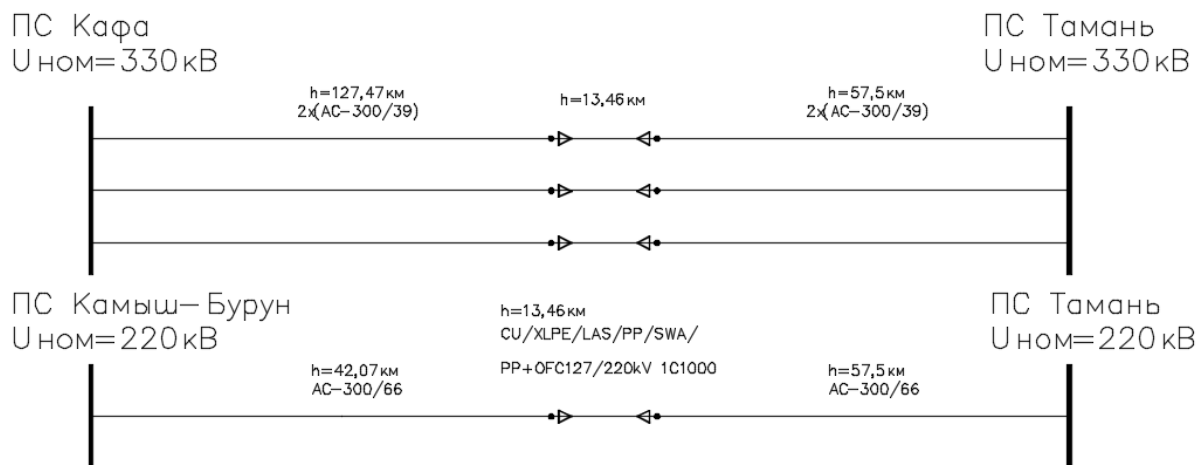 ПС Кафа
Uном=330кВ
ПС Тамань
Uном=330кВ
h=127,47км
2х(АС-300/39)
h=13,46км
h=57,5км
2х(АС-300/39)
ПС Камыш-Бурун
Uном=220кВ
h=13,46км
CU/XLPE/LAS/PP/SWA/
PP+OFC127/220kV 1C1000
ПС Тамань
Uном=220кВ
h=42,07км
АС-300/66
h=57,5км
АС-300/66